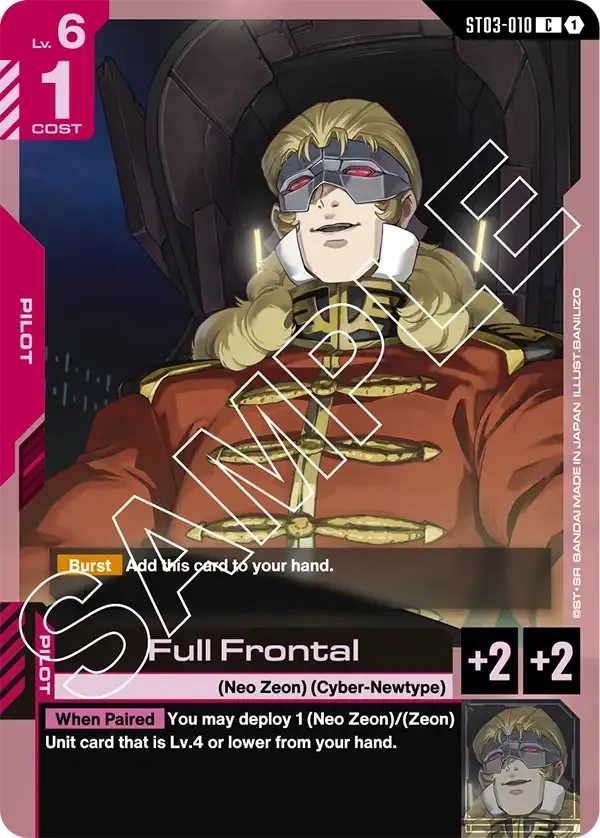 Lv. 6
1
COST
ST03-010 C 1
PILOT
©ST・SR BANDAI MADE IN JAPAN ILLUST.BANILIZO
SAMPLE
Burst Add this card to your hand.
PILOT
Full Frontal
+2 +2
(Neo Zeon) (Cyber-Newtype)
When Paired You may deploy 1 (Neo Zeon)/(Zeon)
Unit card that is Lv.4 or lower from your hand.